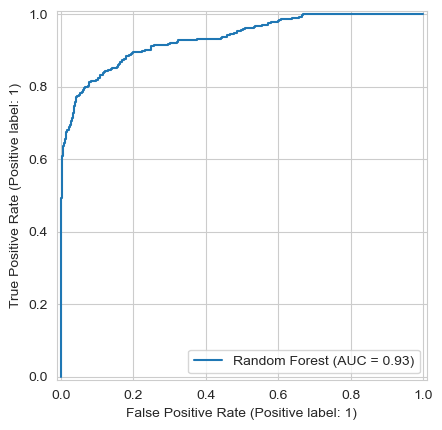 1.0
0.8
0.6
0.4
0.2
0.0
True Positive Rate (Positive label: 1)
Random Forest (AUC = 0.93)
0.0 0.2 0.4 0.6 0.8 1.0
False Positive Rate (Positive label: 1)